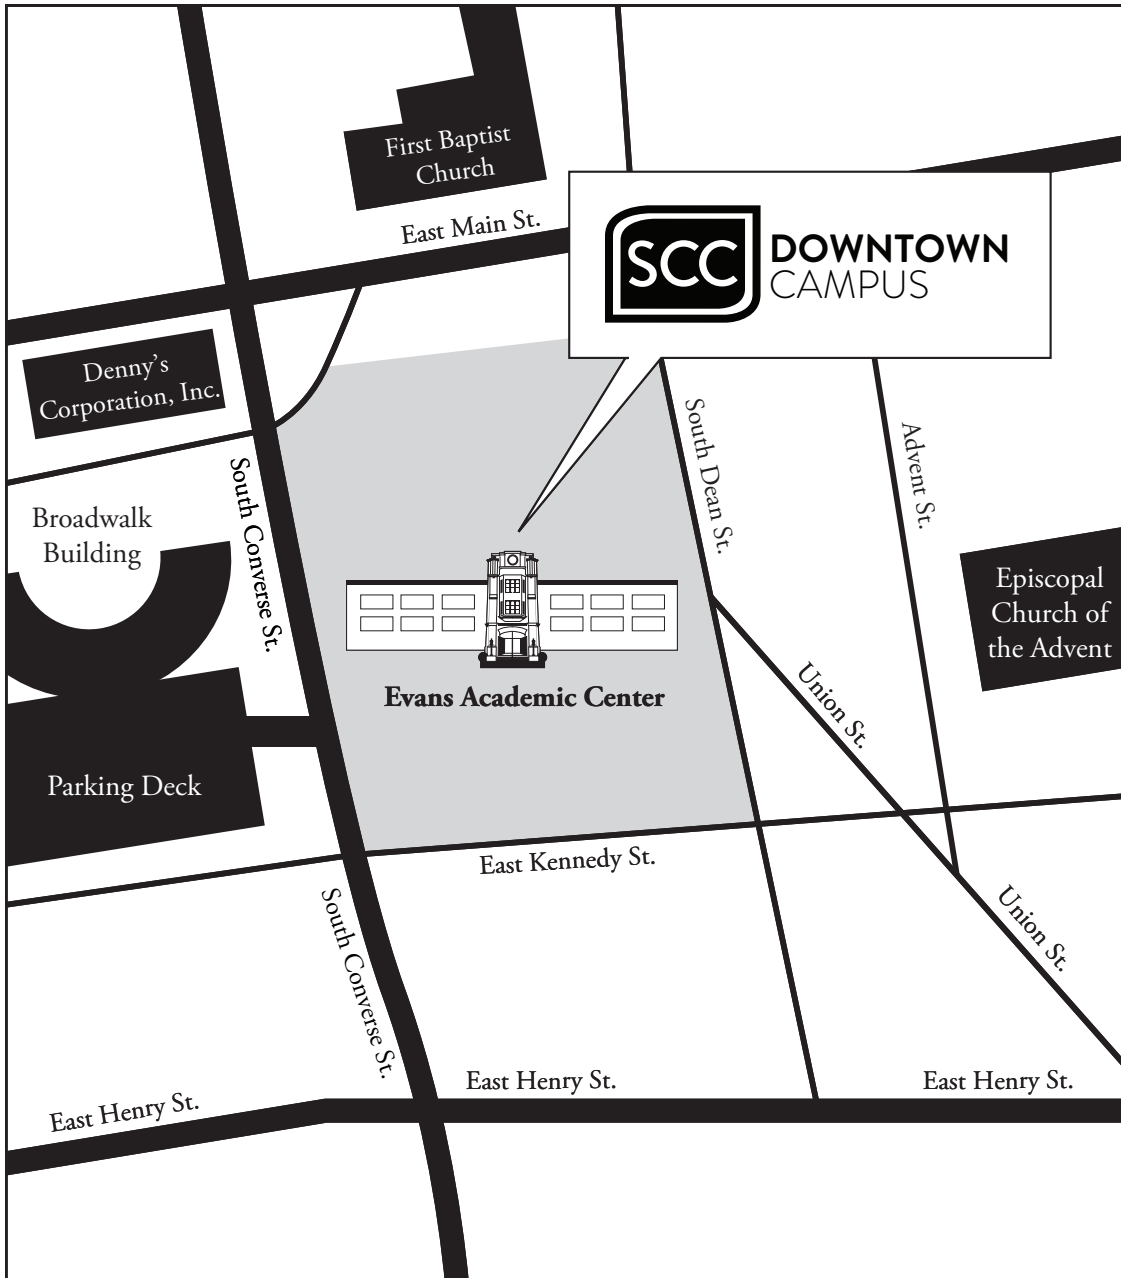 First Baptist
Church
East Main St.
SCC
DOWNTOWN
CAMPUS
Denny’s
Corporation, Inc.
South Converse St.
South Dean St.
Advent St.
Broadwalk
Building
Episcopal
Church of
the Advent
Evans Academic Center
Union St.
Parking Deck
East Kennedy St.
South Converse St.
Union St.
East Henry St.
East Henry St.
East Henry St.